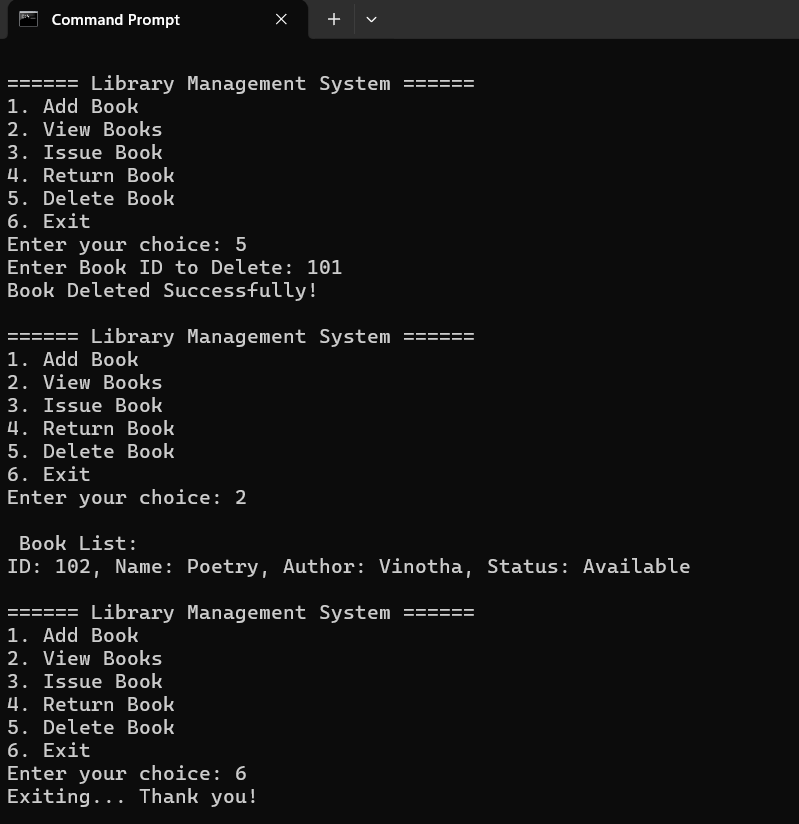 Command Prompt
====== Library Management System ======
1. Add Book
2. View Books
3. Issue Book
4. Return Book
5. Delete Book
6. Exit
Enter your choice: 5
Enter Book ID to Delete: 101
Book Deleted Successfully!
====== Library Management System ======
1. Add Book
2. View Books
3. Issue Book
4. Return Book
5. Delete Book
6. Exit
Enter your choice: 2
Book List:
ID: 102, Name: Poetry, Author: Vinotha, Status: Available
====== Library Management System ======
1. Add Book
2. View Books
3. Issue Book
4. Return Book
5. Delete Book
6. Exit
Enter your choice: 6
Exiting... Thank you!